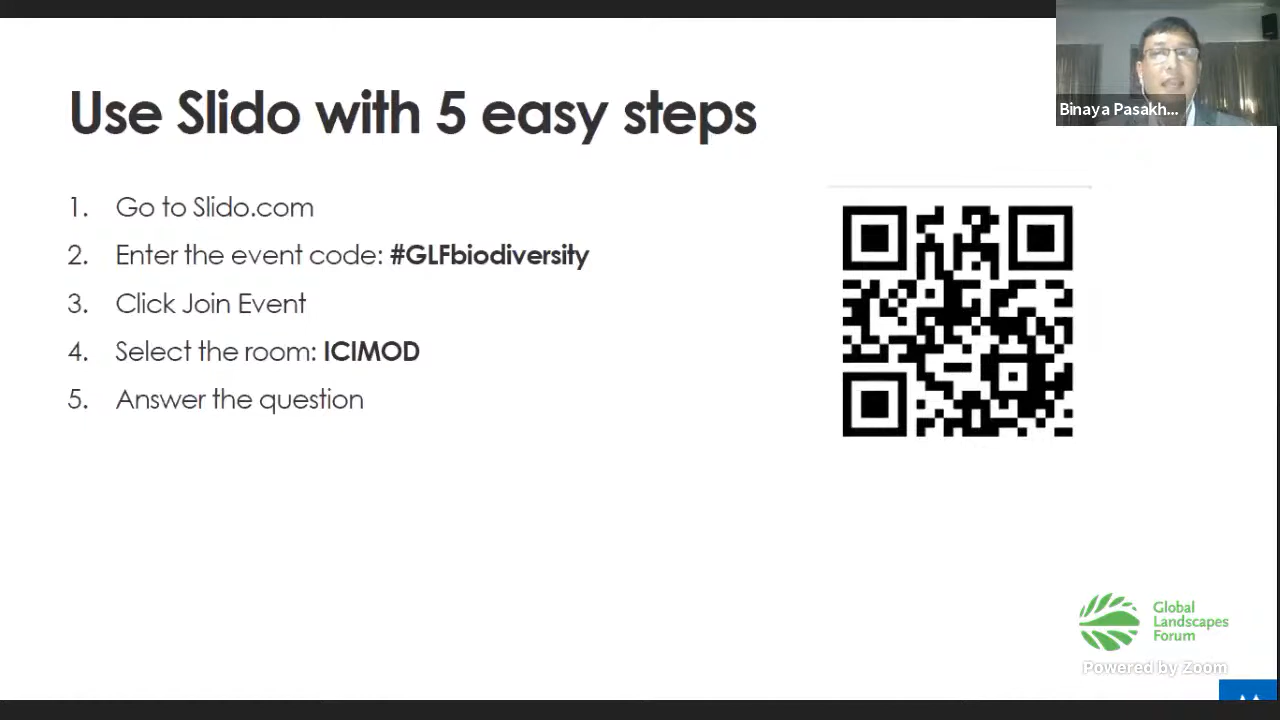 Use Slido with 5 easy steps
Binaya Pasakh...
1. Go to Slido.com
2. Enter the event code: #GLFbiodiversity
3. Click Join Event
4. Select the room: ICIMOD
5. Answer the question
Global
Landscapes
Forum
Powered by Zoom